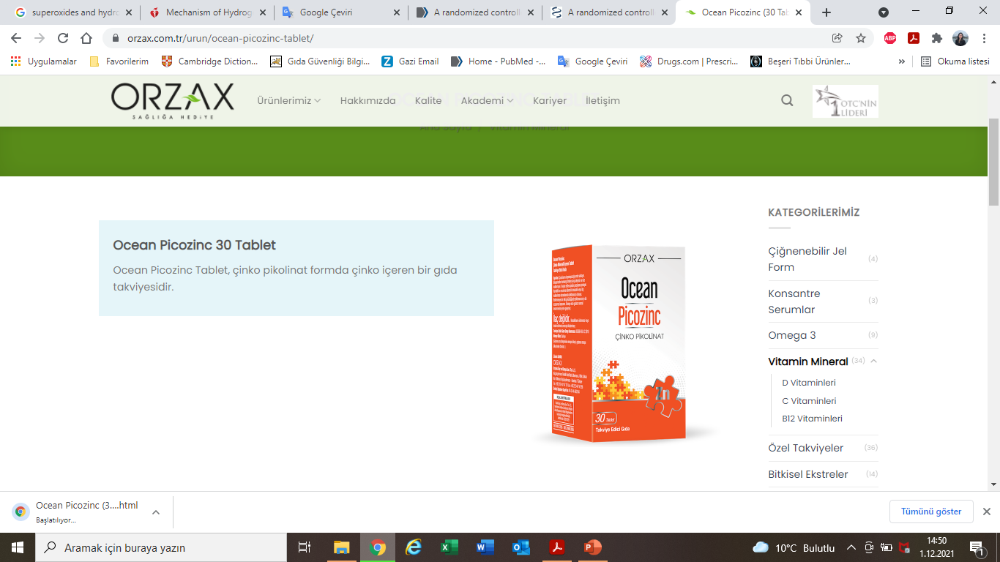 superoxides and hydro
Mechanism of Hydrog
Google Çeviri
A randomized controll
A randomized controll
Ocean Picozinc (30 Tab
orzax.com.tr/urun/ocean-picozinc-tablet/
ABP
Uygulamalar
Favorilerim
Cambridge Diction...
Gıda Güvenliği Bilgi...
Gazi Email
Home - PubMed -...
Google Çeviri
Drugs.com | Prescri...
Beşeri Tıbbi Ürünler...
»
Okuma listesi
ORZAX
SAĞLIĞA HEDİYE
Ürünlerimiz
Hakkımızda
Kalite
Akademi
Kariyer
İletişim
1 OTC'NİN
LİDERİ
Ana Sayfa / Vitamin Mineral
Ocean Picozinc 30 Tablet
Ocean Picozinc Tablet, çinko pikolinat formda çinko içeren bir gıda
takviyesidir.
ORZAX
Ocean
Picozinc
ÇİNKO PİKOLİNAT
30 Tablet
Takviye Edici Gıda
İlaç değildir.
ORZAX
KATEGORİLERİMİZ
Çiğnenebilir Jel
Form
(4)
Konsantre
Serumlar
(3)
Omega 3 (9)
Vitamin Mineral (34)
D Vitaminleri
C Vitaminleri
B12 Vitaminleri
Özel Takviyeler (36)
Bitkisel Ekstreler (14)
Ocean Picozinc (3....html
Başlatılıyor...
Tümünü göster
Aramak için buraya yazın
10°C Bulutlu
14:50
1.12.2021
1